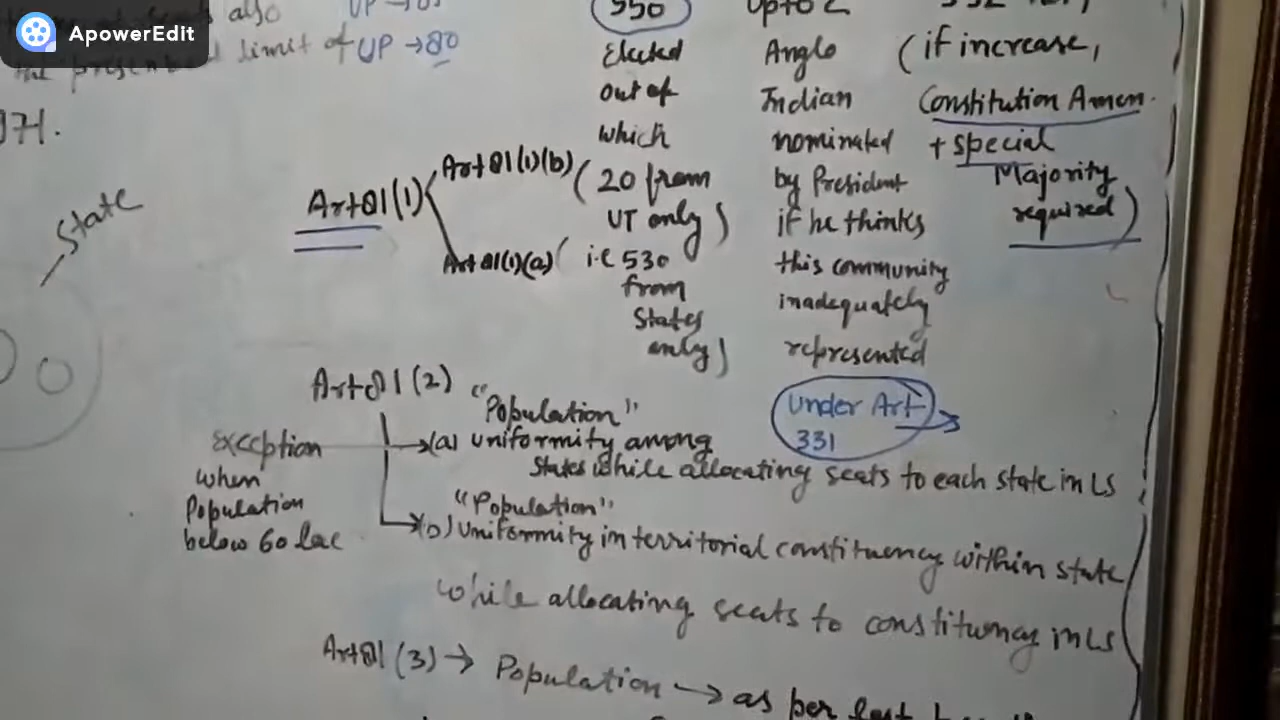 ApowerEdit
also UP →
limit of UP → 80
971.
State
550 upto 2
Elected Anglo (if increase,
out of Indian Constitution Amen.
which nominated + special
Art 81(1) Art 81(1)(b) (20 from by President Majority
UT only) if he thinks required)
Art 81(1)(a) (i.e 530 this community
from inadequately
States represented
only)
Art 81(2) "Population" Under Art
331
Exception → (a) uniformity among
when States while allocating seats to each state in LS
Population "Population"
below 60 lac → (b) Uniformity in territorial constituency within state
while allocating seats to constituency in LS
Art 81 (3) → Population → as per last